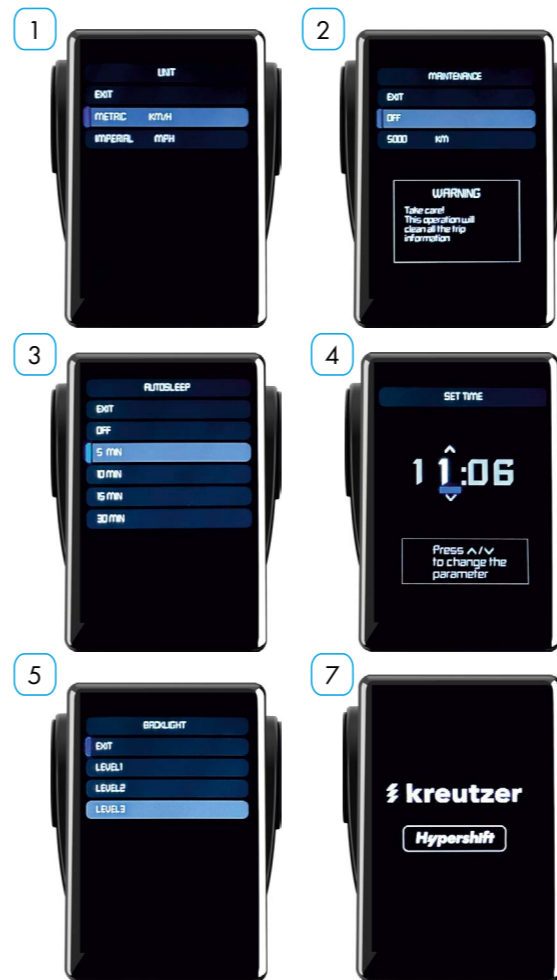 1
UNIT
EXIT
METRIC KM/H
IMPERIAL MPH
2
MAINTENANCE
EXIT
OFF
5000 KM
WARNING
Take care!
This operation will
clean all the trip
information
3
AUTOSLEEP
EXIT
OFF
5 MIN
10 MIN
15 MIN
30 MIN
4
SET TIME
11:06
Press ∧/∨
to change the
parameter
5
BACKLIGHT
EXIT
LEVEL1
LEVEL2
LEVEL3
7
kreutzer
Hypershift